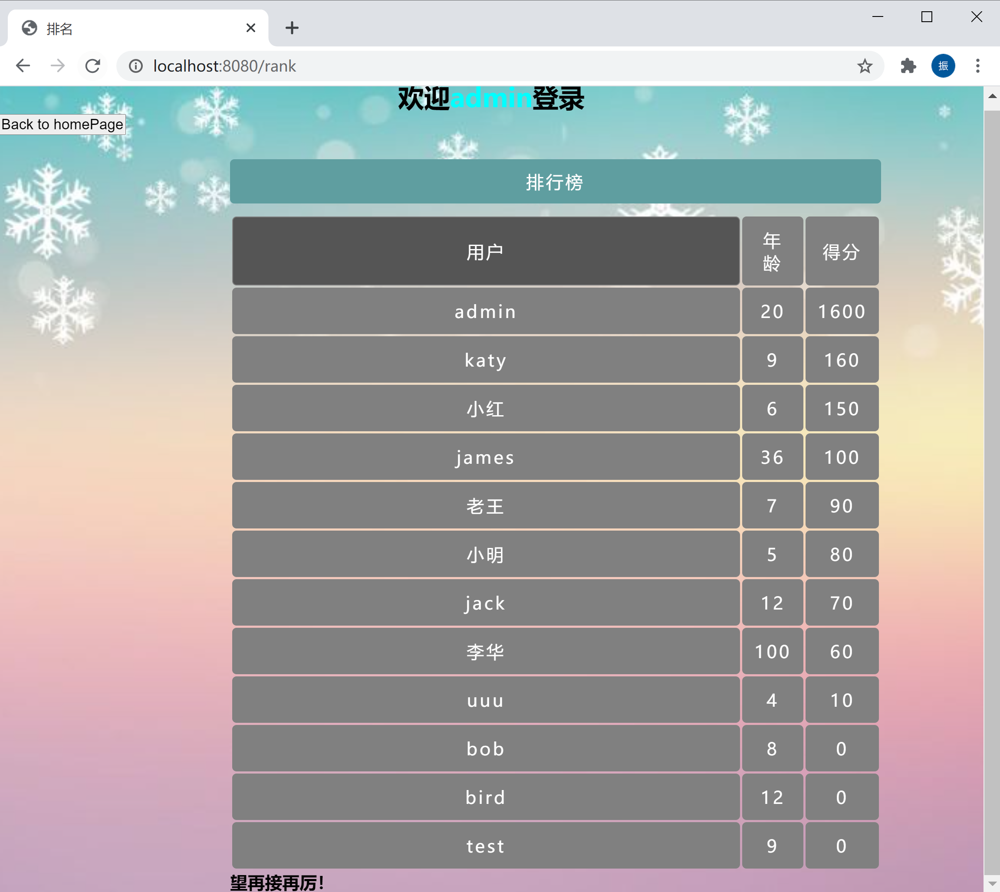 排名
localhost:8080/rank
振
欢迎admin登录
Back to homePage
排行榜
用户 年龄 得分
admin 20 1600
katy 9 160
小红 6 150
james 36 100
老王 7 90
小明 5 80
jack 12 70
李华 100 60
uuu 4 10
bob 8 0
bird 12 0
test 9 0
望再接再厉！